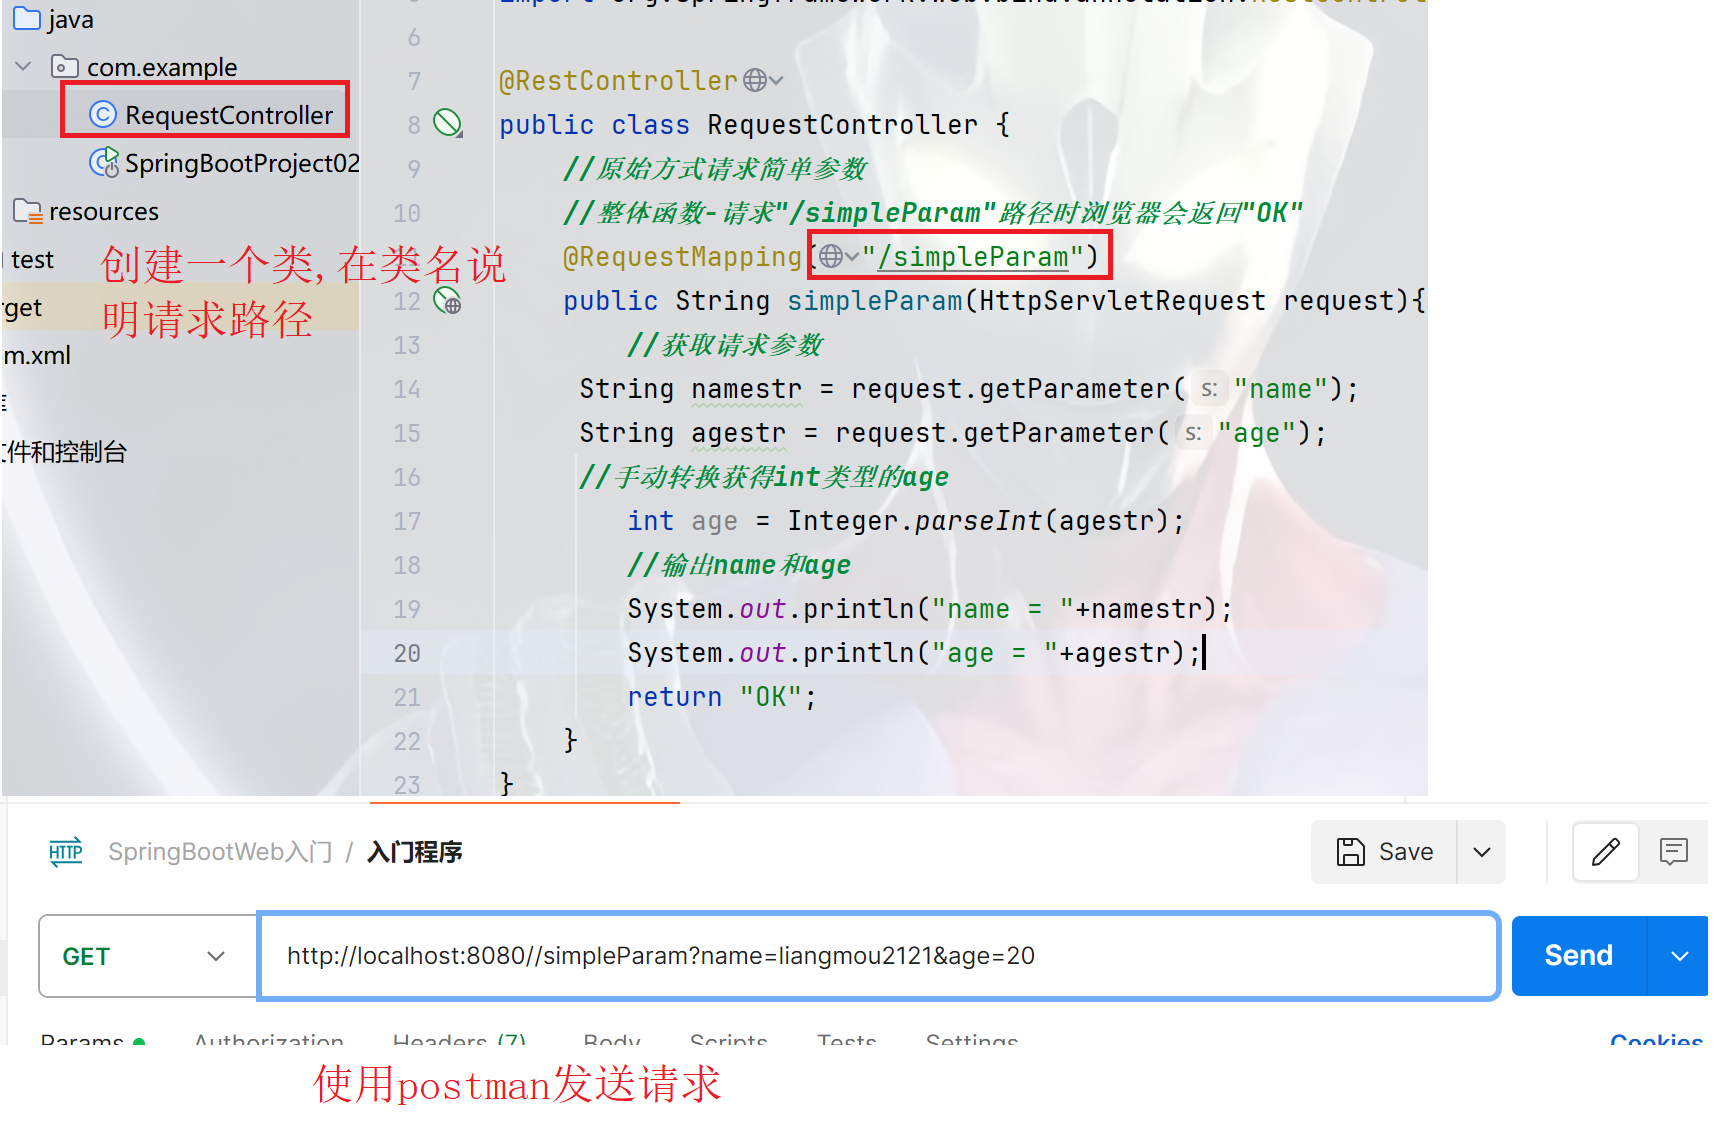 java
com.example
RequestController
SpringBootProject02
resources
test
rget
m.xml
文件和控制台
创建一个类,在类名说
明请求路径
6
7 @RestController
8 public class RequestController {
9 //原始方式请求简单参数
10 //整体函数-请求"/simpleParam"路径时浏览器会返回"OK"
@RequestMapping("/simpleParam")
12 public String simpleParam(HttpServletRequest request){
13 //获取请求参数
14 String namestr = request.getParameter( s: "name");
15 String agestr = request.getParameter( s: "age");
16 //手动转换获得int类型的age
17 int age = Integer.parseInt(agestr);
18 //输出name和age
19 System.out.println("name = "+namestr);
20 System.out.println("age = "+agestr);
21 return "OK";
22 }
23 }
HTTP SpringBootWeb入门 / 入门程序
Save
GET http://localhost:8080//simpleParam?name=liangmou2121&age=20 Send
Params Authorization Headers (7) Body Scripts Tests Settings Cookies
使用postman发送请求